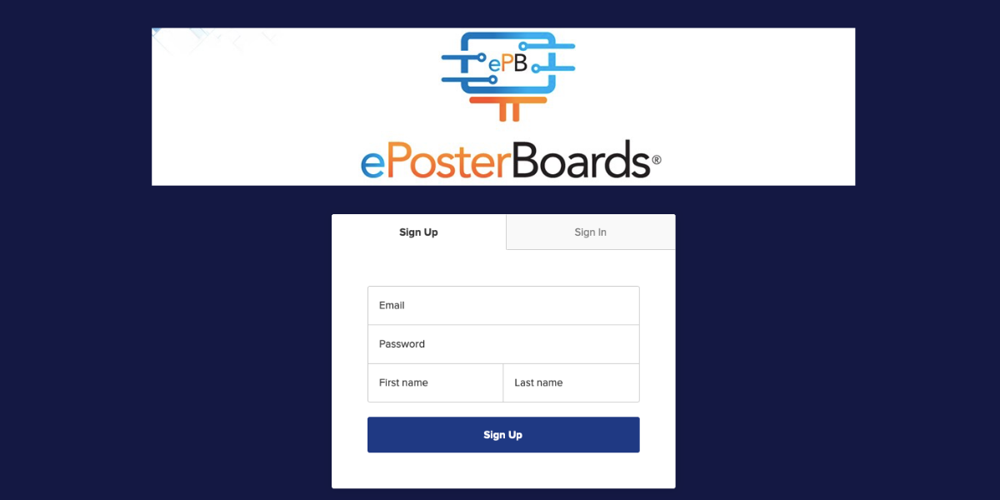 ePB
ePosterBoards®
Sign Up
Sign In
Email
Password
First name
Last name
Sign Up